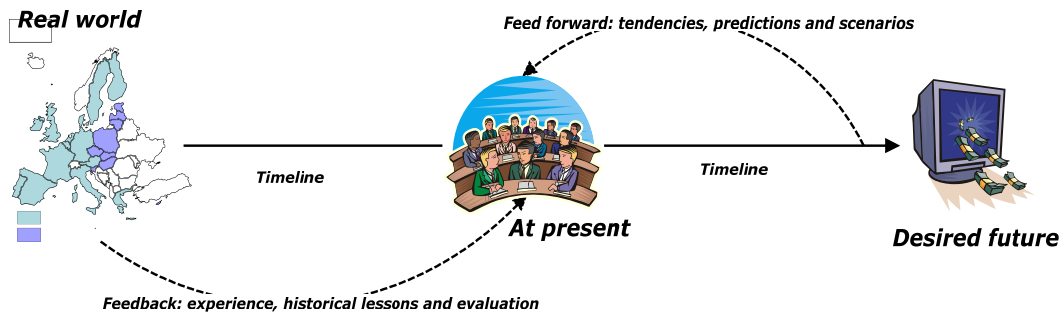 Real world
Feed forward: tendencies, predictions and scenarios
Timeline
Timeline
At present
Desired future
Feedback: experience, historical lessons and evaluation